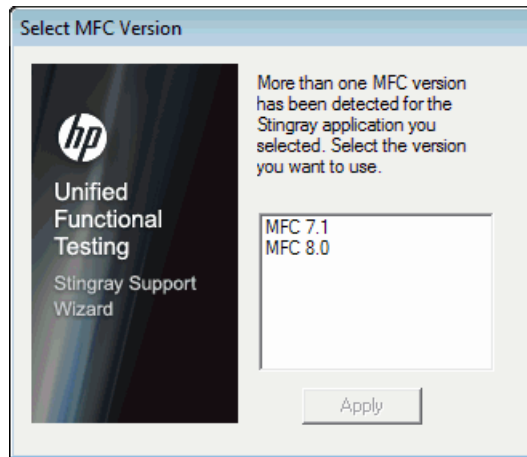 Select MFC Version
hp
Unified
Functional
Testing
Stingray Support
Wizard
More than one MFC version
has been detected for the
Stingray application you
selected. Select the version
you want to use.
MFC 7.1
MFC 8.0
Apply